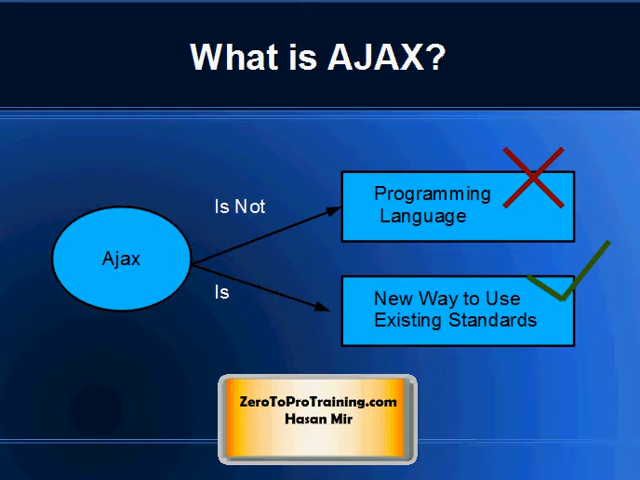 What is AJAX?
Is Not
Programming
Language
Ajax
Is
New Way to Use
Existing Standards
ZeroToProTraining.com
Hasan Mir